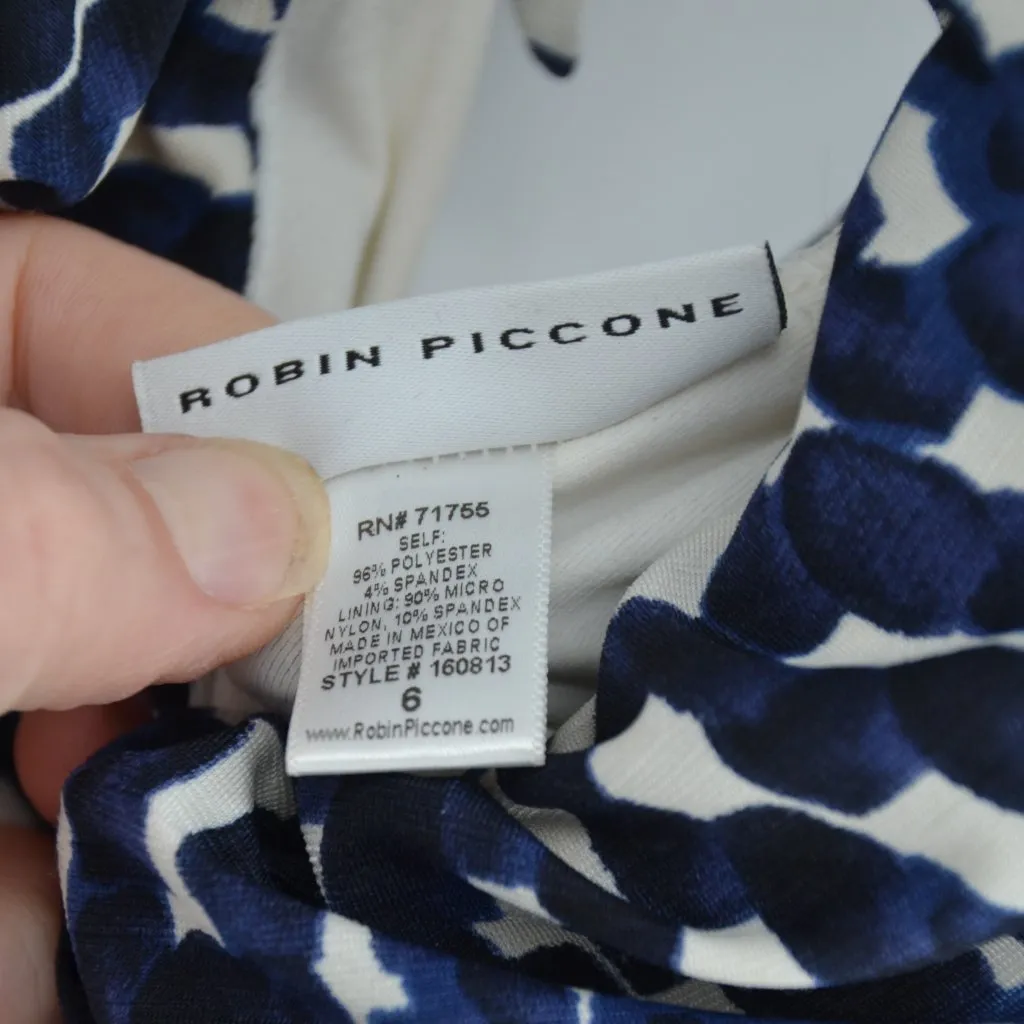 ROBIN PICCONE
RN# 71755
SELF:
96% POLYESTER
4% SPANDEX
LINING: 90% MICRO
NYLON, 10% SPANDEX
MADE IN MEXICO OF
IMPORTED FABRIC
STYLE # 160813
6
www.RobinPiccone.com